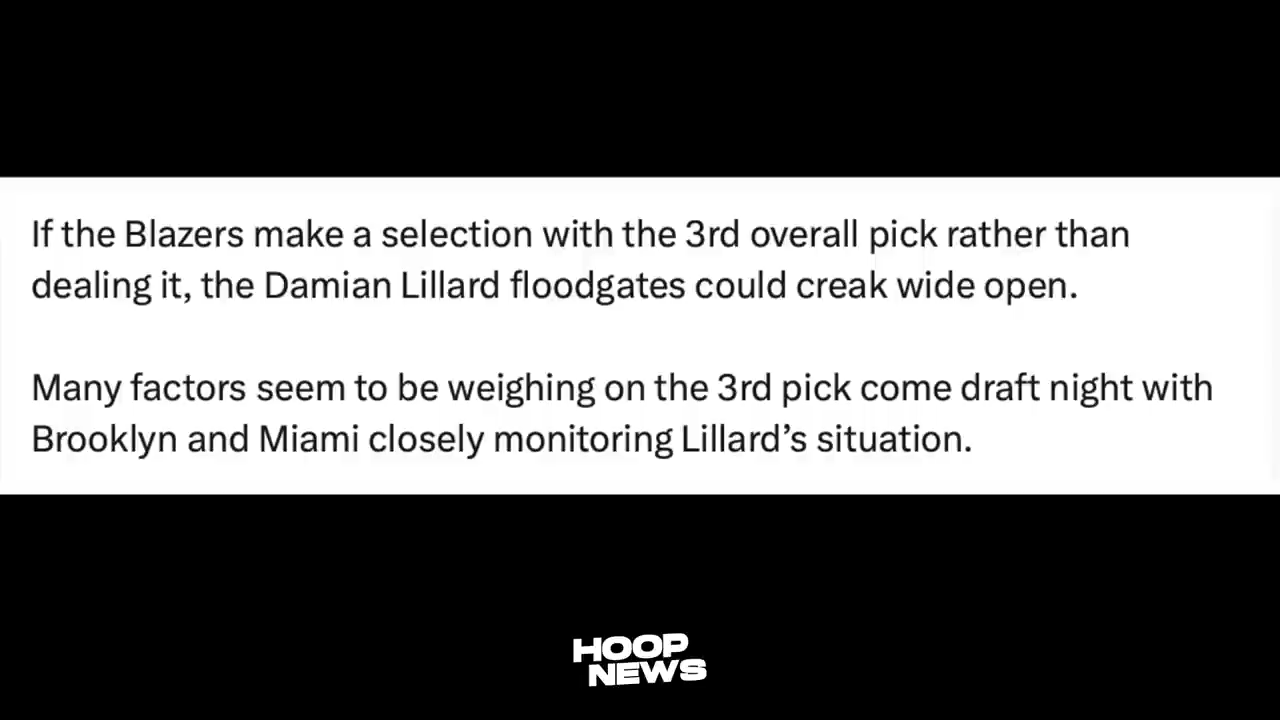 If the Blazers make a selection with the 3rd overall pick rather than
dealing it, the Damian Lillard floodgates could creak wide open.
Many factors seem to be weighing on the 3rd pick come draft night with
Brooklyn and Miami closely monitoring Lillard’s situation.
HOOP
NEWS